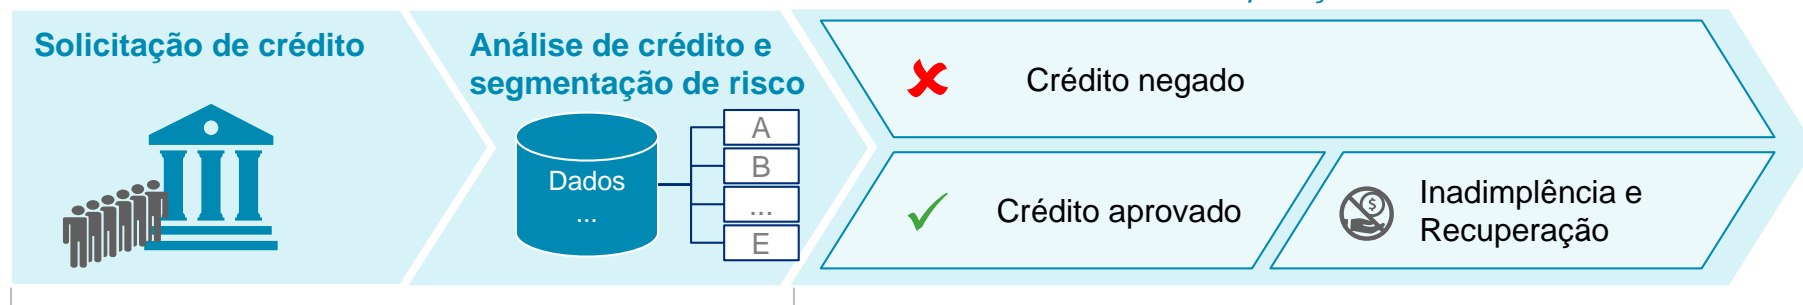 Solicitação de crédito
Análise de crédito e
segmentação de risco
Dados
...
A
B
...
E
Crédito negado
Crédito aprovado
$
Inadimplência e
Recuperação